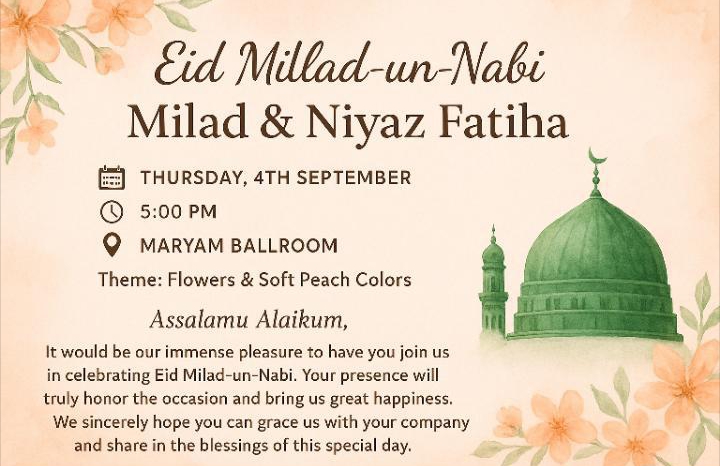 Eid Millad-un-Nabi
Milad & Niyaz Fatiha
THURSDAY, 4TH SEPTEMBER
5:00 PM
MARYAM BALLROOM
Theme: Flowers & Soft Peach Colors
Assalamu Alaikum,
It would be our immense pleasure to have you join us
in celebrating Eid Milad-un-Nabi. Your presence will
truly honor the occasion and bring us great happiness.
We sincerely hope you can grace us with your company
and share in the blessings of this special day.